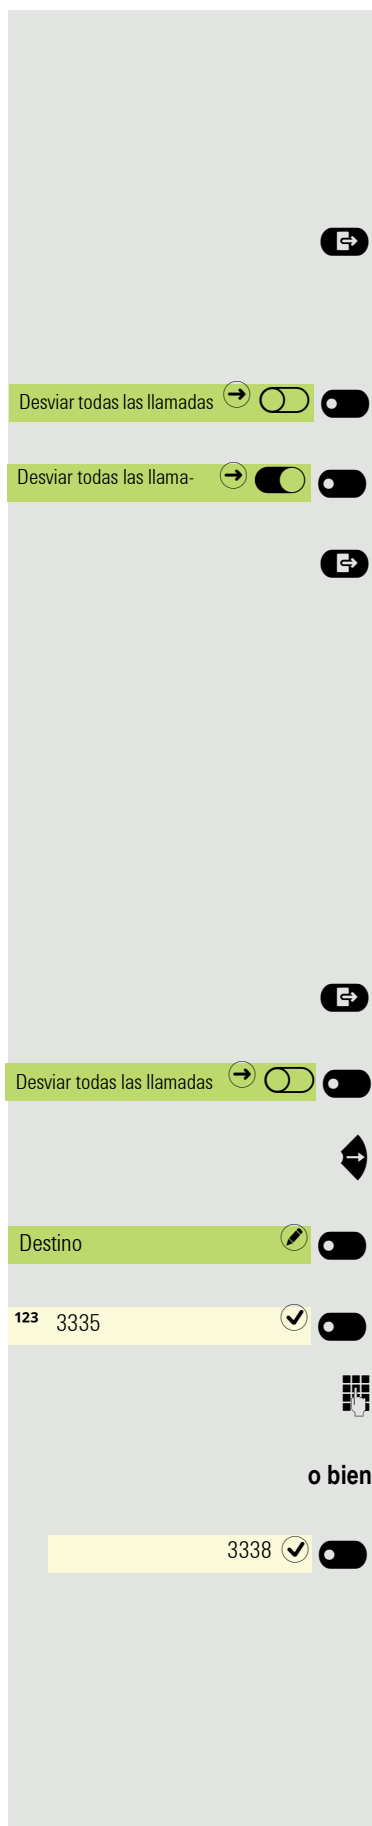 Desviar todas las llamadas
Desviar todas las llama-
Desviar todas las llamadas
Destino
123 3335
o bien
3338